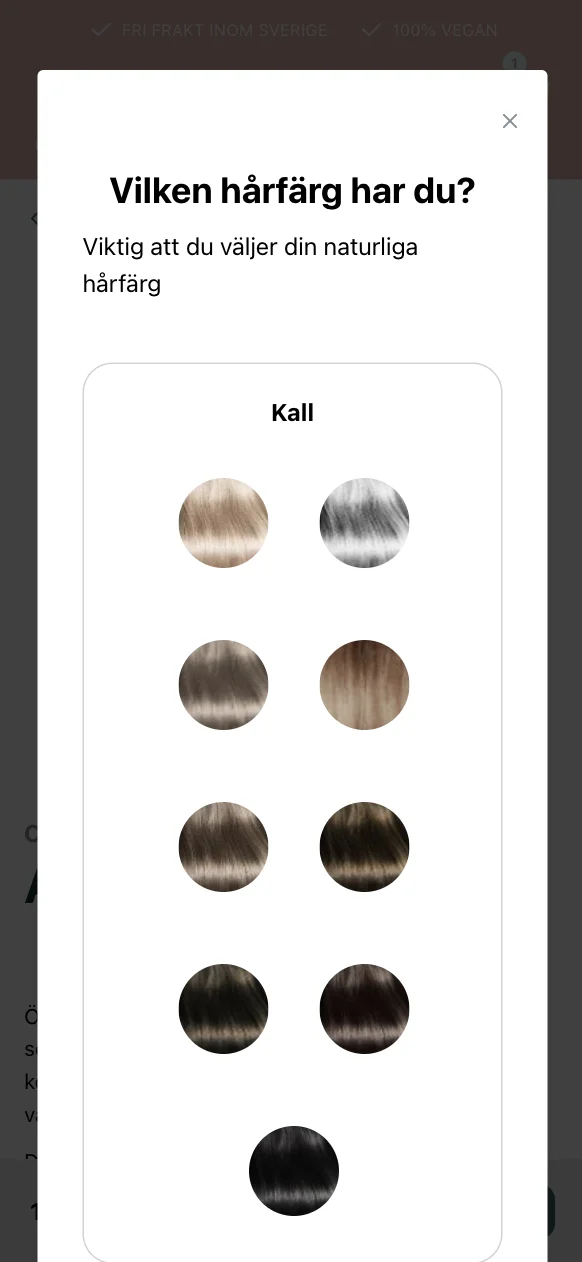 FRI FRAKT INOM SVERIGE 100% VEGAN
1
Vilken hårfärg har du?
Viktig att du väljer din naturliga
hårfärg
Kall